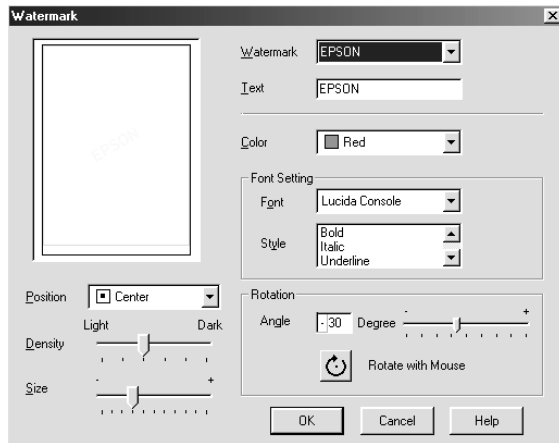 Watermark
EPSON
Watermark EPSON
Text EPSON
Color Red
Font Setting
Font Lucida Console
Style Bold
Italic
Underline
Position Center
Light Dark
Density
Size - +
Rotation
- +
Angle -30 Degree
Rotate with Mouse
OK Cancel Help